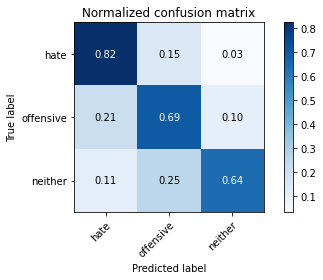 Normalized confusion matrix
True label
hate
offensive
neither
0.82 0.15 0.03
0.21 0.69 0.10
0.11 0.25 0.64
hate
offensive
neither
Predicted label
0.8
0.7
0.6
0.5
0.4
0.3
0.2
0.1